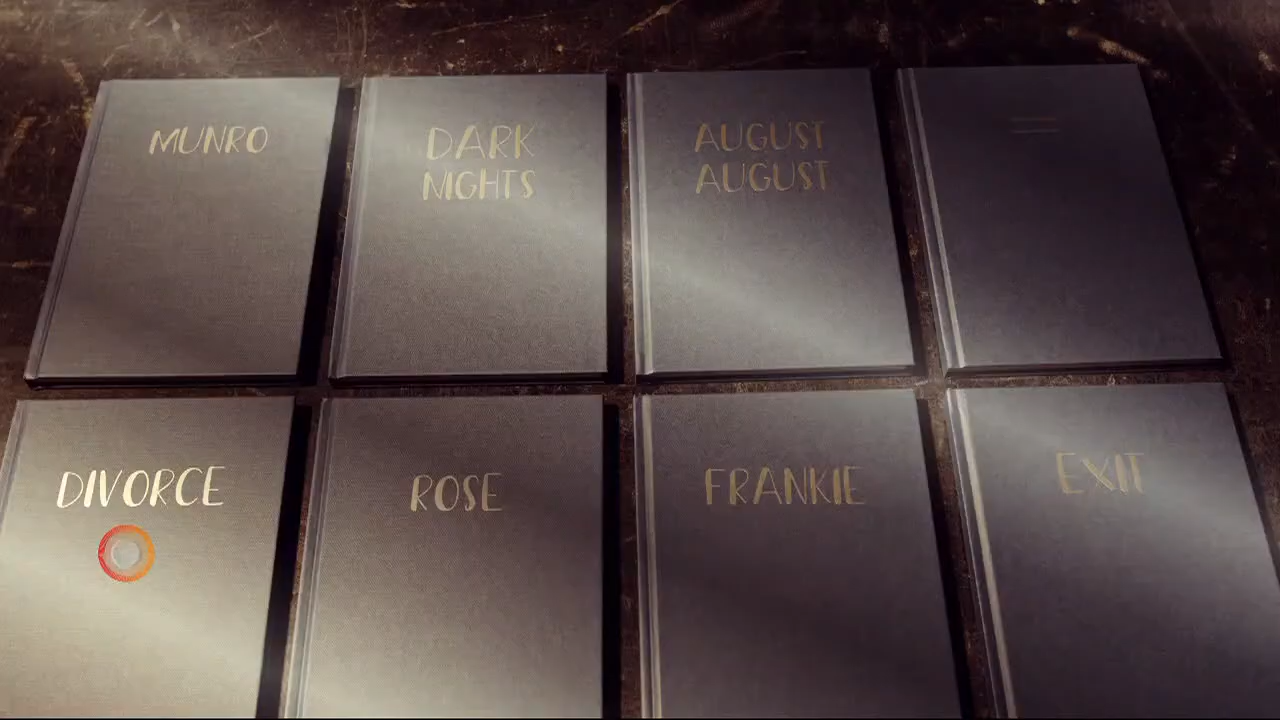 MUNRO
DARK
NIGHTS
AUGUST
AUGUST
DIVORCE
ROSE
FRANKIE
EXIT